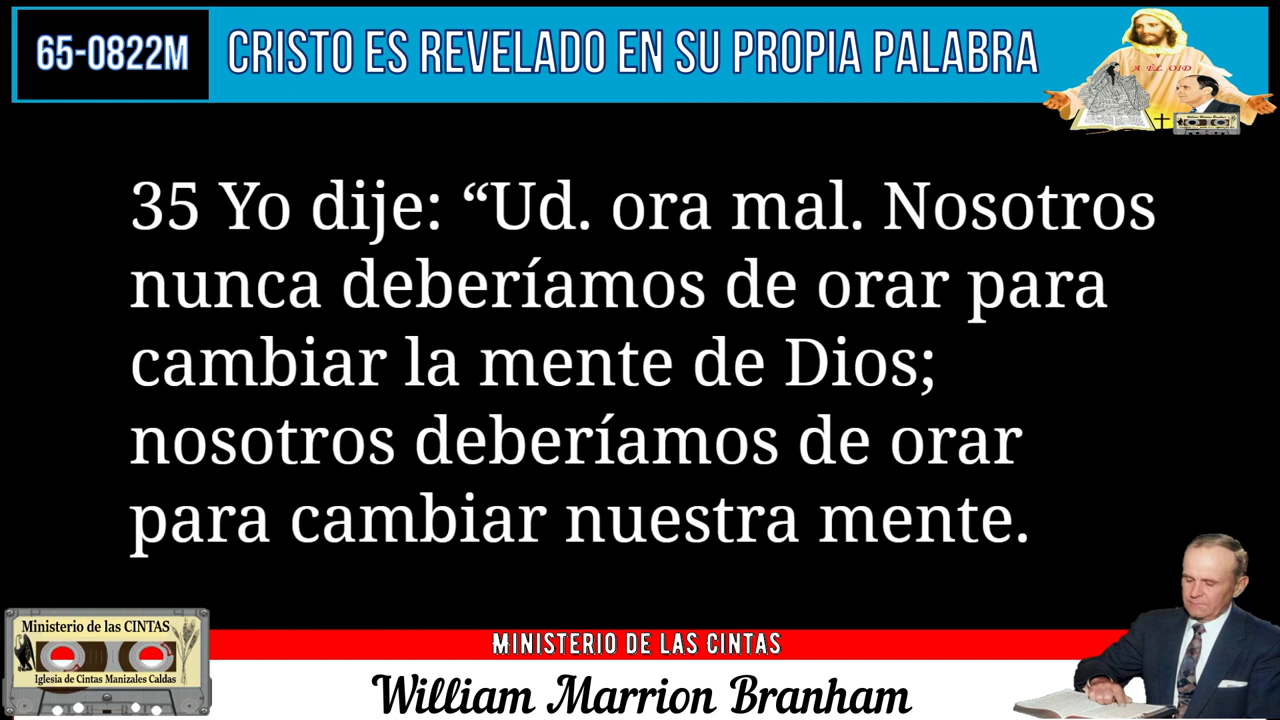 65-0822M
CRISTO ES REVELADO EN SU PROPIA PALABRA
A ÉL OID
35 Yo dije: “Ud. ora mal. Nosotros
nunca deberíamos de orar para
cambiar la mente de Dios;
nosotros deberíamos de orar
para cambiar nuestra mente.
Ministerio de las CINTAS
Iglesia de Cintas Manizales Caldas
MINISTERIO DE LAS CINTAS
William Marrion Branham